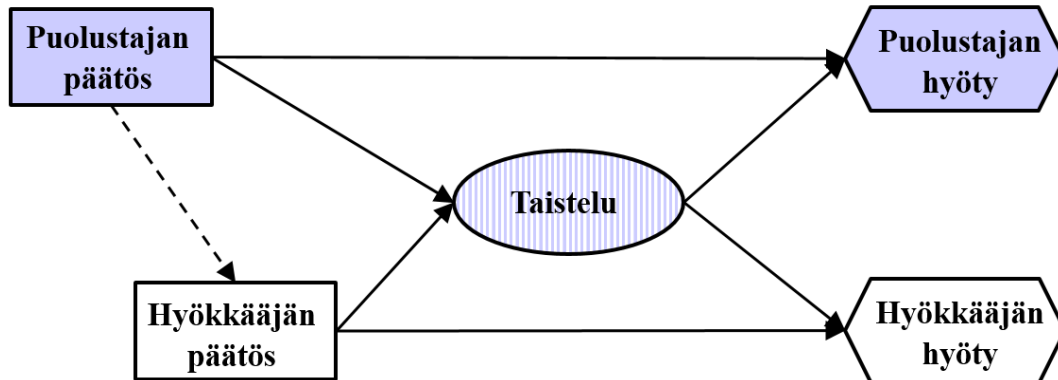 Puolustajan
päätös
Puolustajan
hyöty
Taistelu
Hyökkääjän
päätös
Hyökkääjän
hyöty